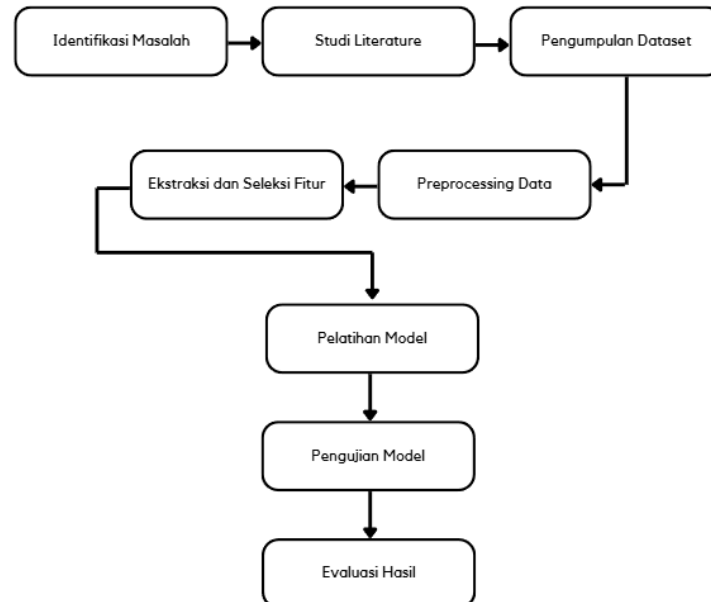 Identifikasi Masalah
Studi Literature
Pengumpulan Dataset
Preprocessing Data
Ekstraksi dan Seleksi Fitur
Pelatihan Model
Pengujian Model
Evaluasi Hasil